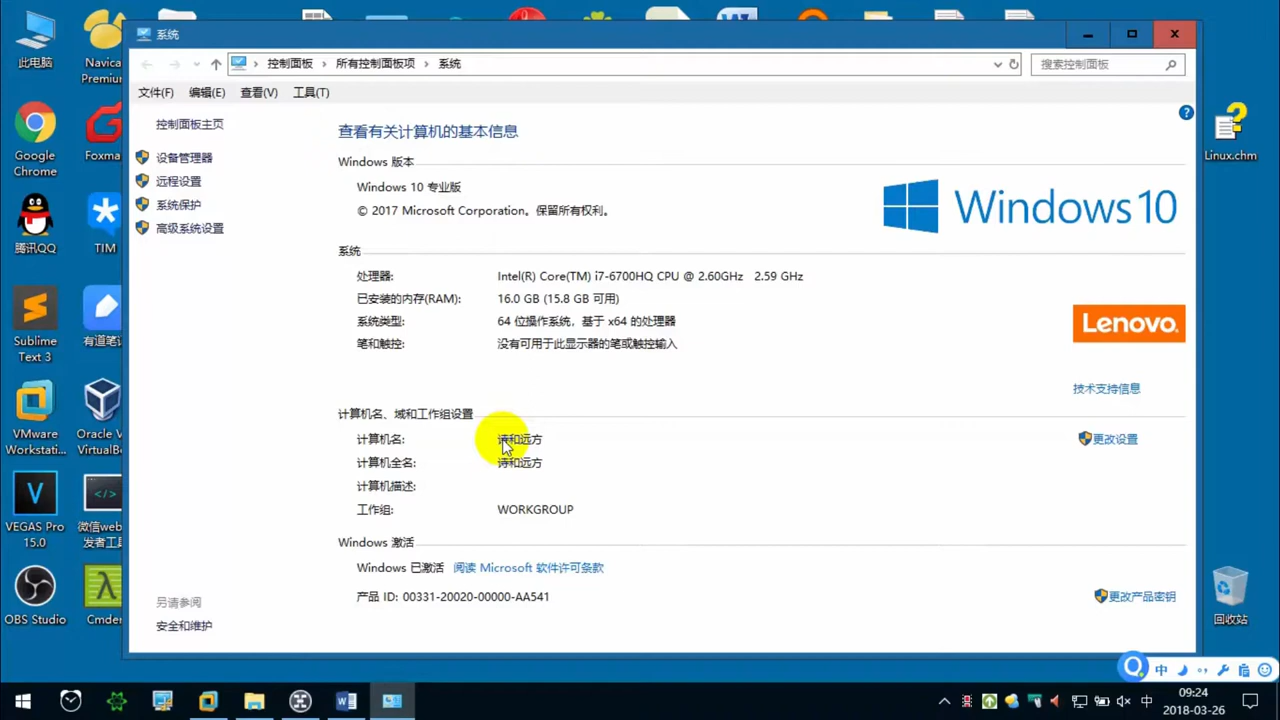 此电脑
Navica
Premium
Google
Chrome
Foxma
腾讯QQ
TIM
Sublime
Text 3
有道笔记
VMware
Workstati...
Oracle V
VirtualBo
VEGAS Pro
15.0
微信web
发者工具
OBS Studio
Cmder
系统
控制面板 > 所有控制面板项 > 系统
搜索控制面板
文件(F) 编辑(E) 查看(V) 工具(T)
控制面板主页
设备管理器
远程设置
系统保护
高级系统设置
另请参阅
安全和维护
查看有关计算机的基本信息
Windows 版本
Windows 10 专业版
© 2017 Microsoft Corporation。保留所有权利。
Windows 10
系统
处理器: Intel(R) Core(TM) i7-6700HQ CPU @ 2.60GHz 2.59 GHz
已安装的内存(RAM): 16.0 GB (15.8 GB 可用)
系统类型: 64 位操作系统，基于 x64 的处理器
笔和触控: 没有可用于此显示器的笔或触控输入
Lenovo.
技术支持信息
计算机名、域和工作组设置
计算机名: 诗和远方
更改设置
计算机全名: 诗和远方
计算机描述:
工作组: WORKGROUP
Windows 激活
Windows 已激活 阅读 Microsoft 软件许可条款
产品 ID: 00331-20020-00000-AA541
更改产品密钥
Linux.chm
回收站
中
中
09:24
2018-03-26